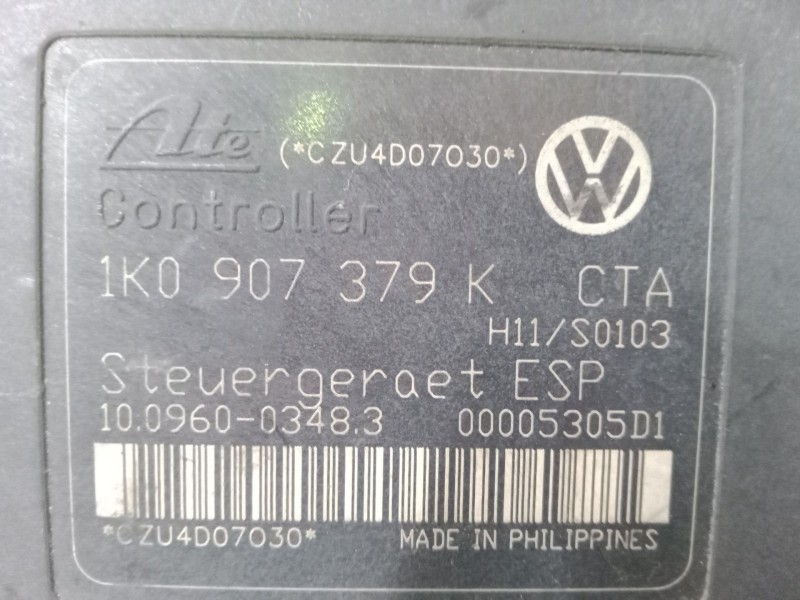 Ate (*CZU4D07030*)
Controller
1K0 907 379 K CTA
H11/S0103
Steuergeraet ESP
10.0960-0348.3 00005305D1
*CZU4D07030* MADE IN PHILIPPINES